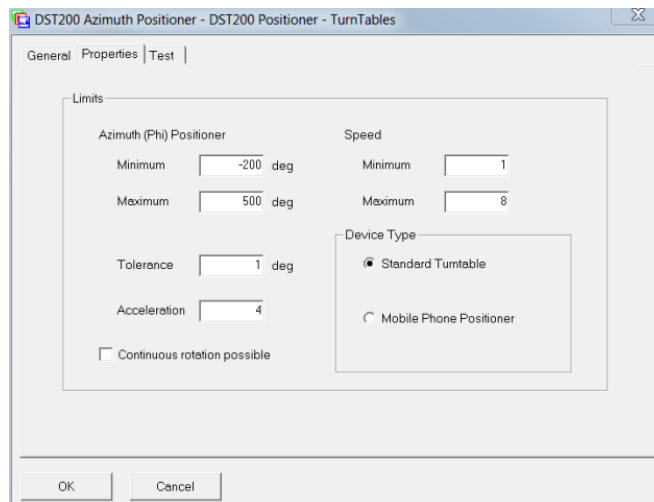 DST200 Azimuth Positioner - DST200 Positioner - TurnTables
General Properties Test
Limits
Azimuth (Phi) Positioner Speed
Minimum -200 deg Minimum 1
Maximum 500 deg Maximum 8
Device Type
Tolerance 1 deg Standard Turntable
Acceleration 4 Mobile Phone Positioner
Continuous rotation possible
OK Cancel